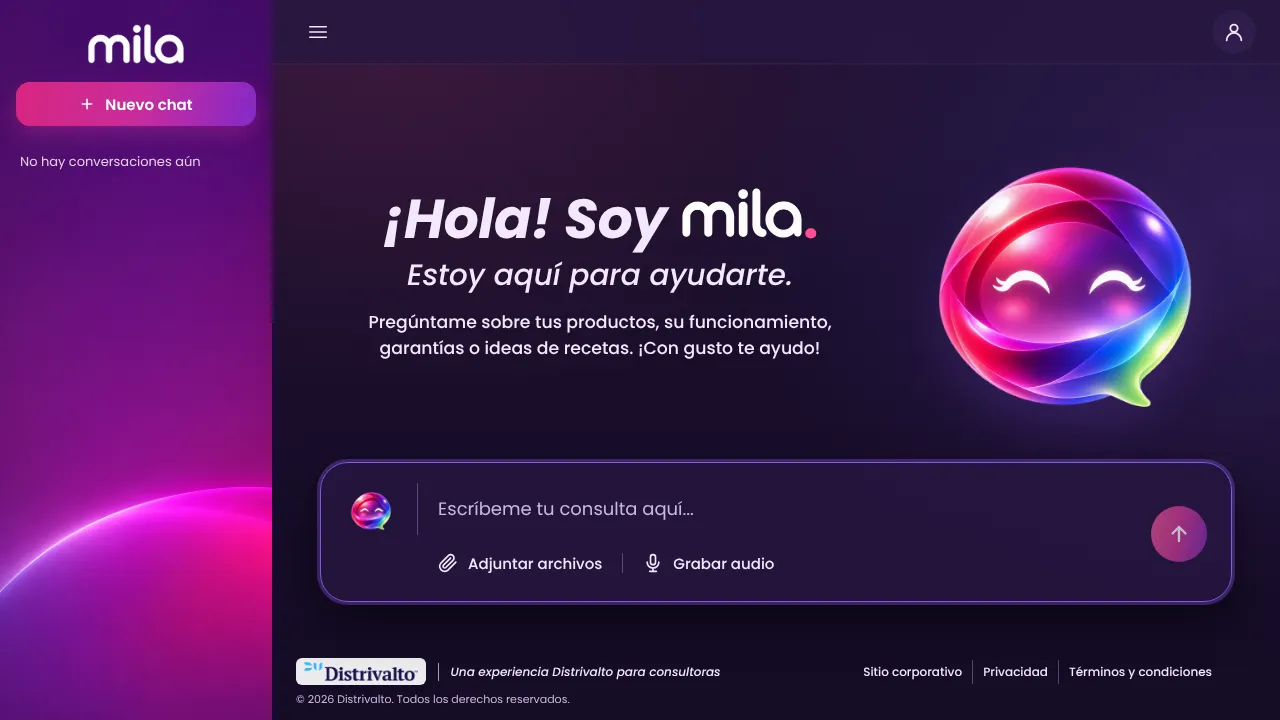 mila
+ Nuevo chat
No hay conversaciones aún
¡Hola! Soy mila.
Estoy aquí para ayudarte.
Pregúntame sobre tus productos, su funcionamiento,
garantías o ideas de recetas. ¡Con gusto te ayudo!
Escríbeme tu consulta aquí...
Adjuntar archivos
Grabar audio
Distrivalto
Una experiencia Distrivalto para consultoras
Sitio corporativo
Privacidad
Términos y condiciones
© 2026 Distrivalto. Todos los derechos reservados.